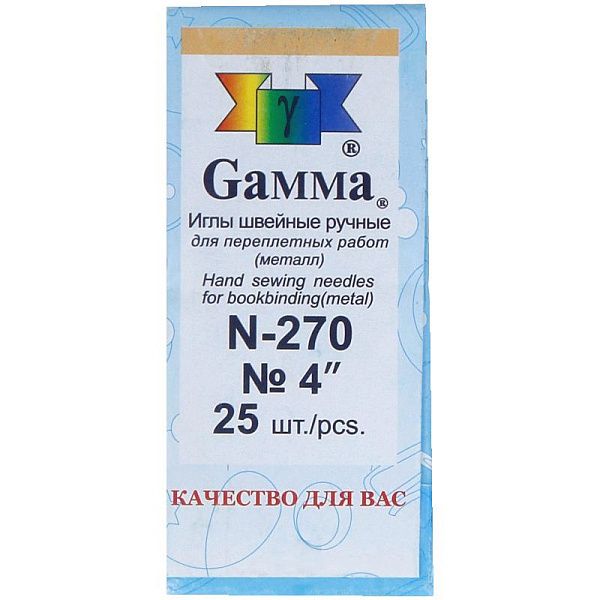 γ
®
Gamma®
Иглы швейные ручные
для переплетных работ
(металл)
Hand sewing needles
for bookbinding(metal)
N-270
№ 4″
25 шт./pcs.
КАЧЕСТВО ДЛЯ ВАС